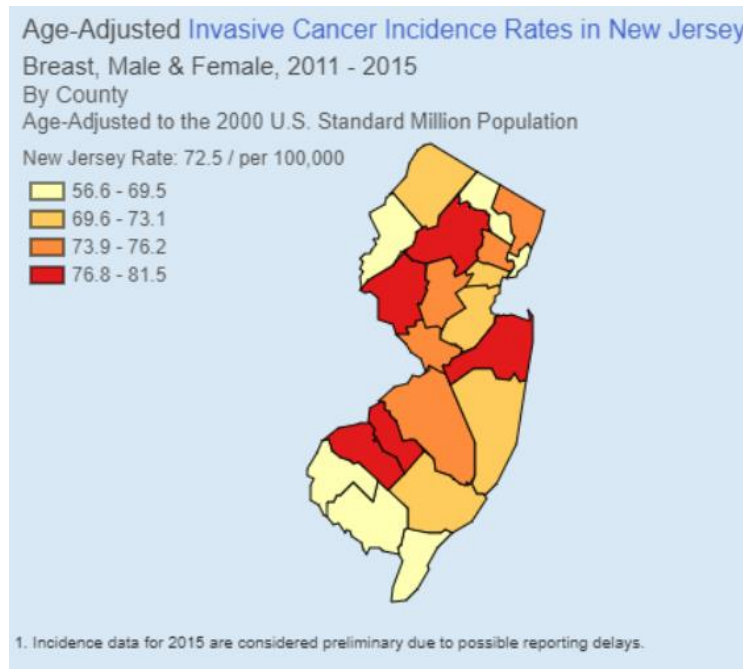 Age-Adjusted Invasive Cancer Incidence Rates in New Jersey
Breast, Male & Female, 2011 - 2015
By County
Age-Adjusted to the 2000 U.S. Standard Million Population
New Jersey Rate: 72.5 / per 100,000
56.6 - 69.5
69.6 - 73.1
73.9 - 76.2
76.8 - 81.5
1. Incidence data for 2015 are considered preliminary due to possible reporting delays.